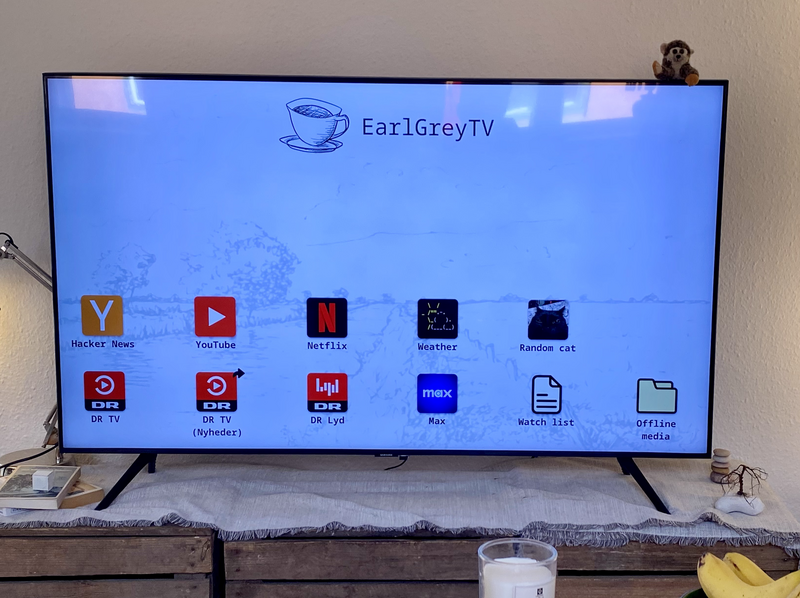 EarlGreyTV
Y
N
Hacker News
YouTube
Netflix
Weather
Random cat
DR
DR
DR
max
DR TV
DR TV
(Nyheder)
DR Lyd
Max
Watch list
Offline
media